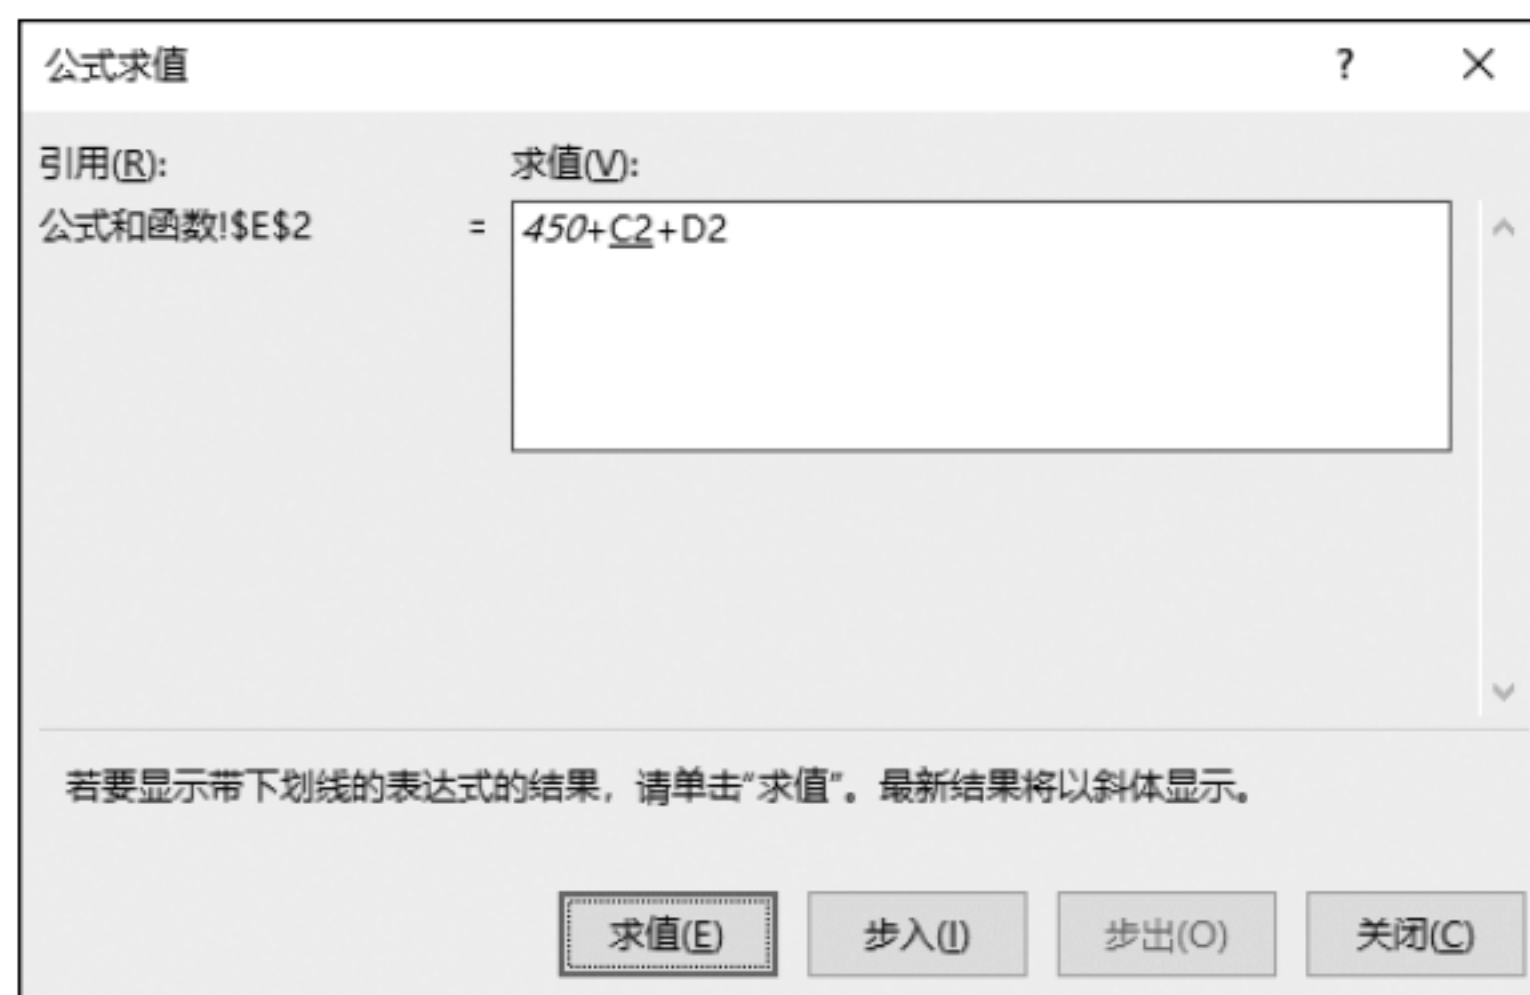 公式求值 ?
引用(R): 求值(V):
公式和函数!$E$2 = 450+C2+D2
若要显示带下划线的表达式的结果，请单击“求值”。最新结果将以斜体显示。
求值(E) 步入(I) 步出(O) 关闭(C)